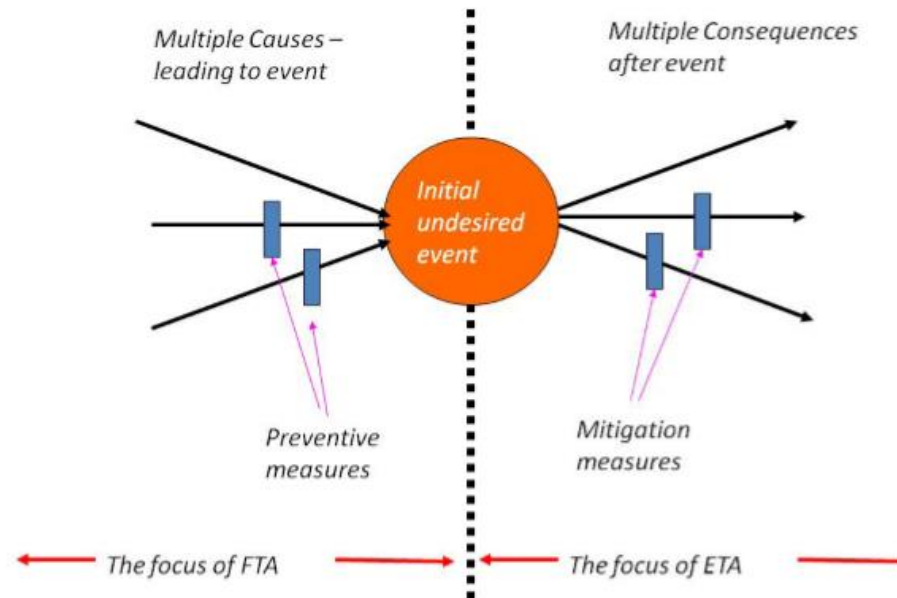 Multiple Causes –
leading to event
Multiple Consequences
after event
Initial
undesired
event
Preventive
measures
Mitigation
measures
The focus of FTA
The focus of ETA